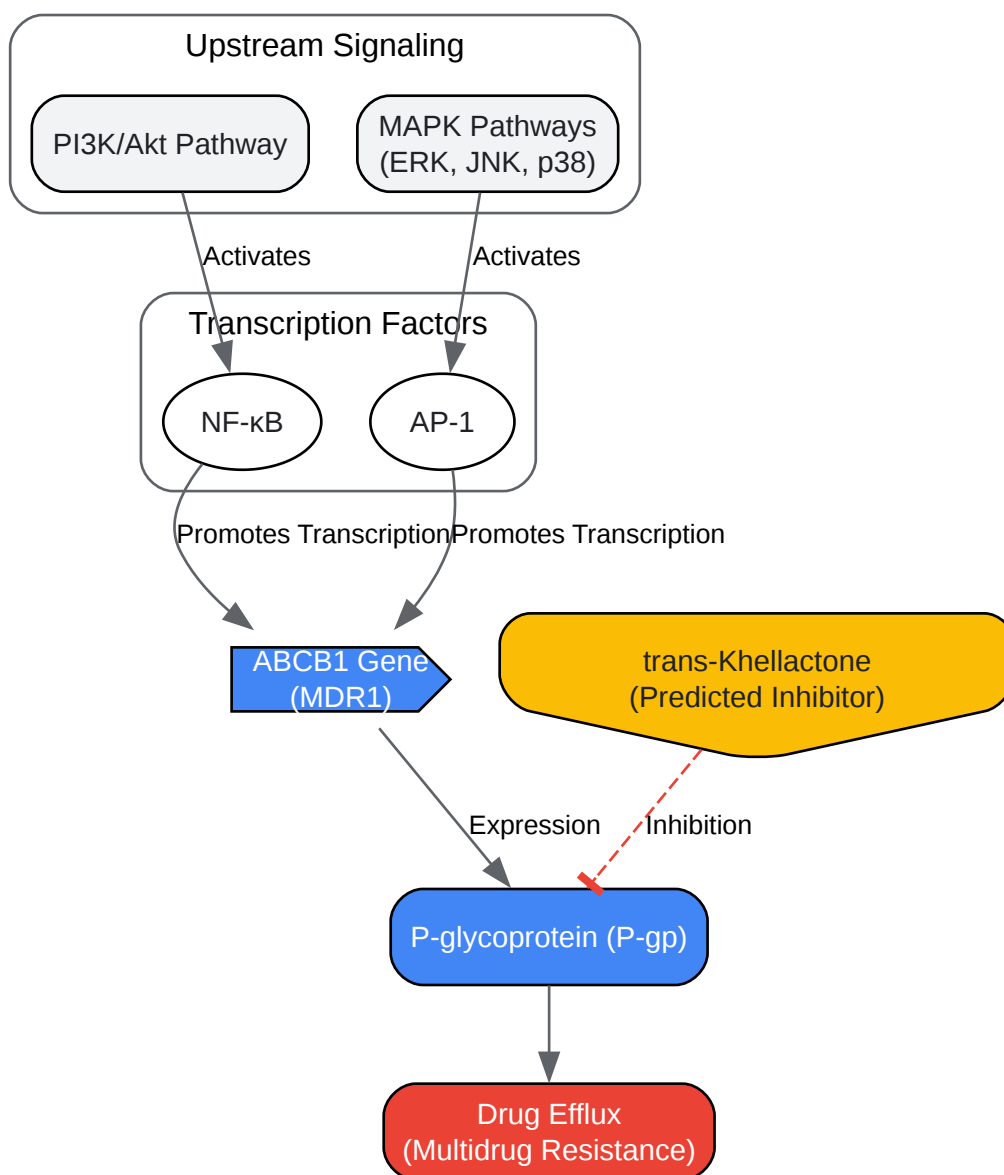 Upstream Signaling
PI3K/Akt Pathway
MAPK Pathways
(ERK, JNK, p38)
Activates
Activates
Transcription Factors
NF-κB
AP-1
Promotes Transcription
Promotes Transcription
ABCB1 Gene
(MDR1)
trans-Khellactone
(Predicted Inhibitor)
Expression
Inhibition
P-glycoprotein (P-gp)
Drug Efflux
(Multidrug Resistance)